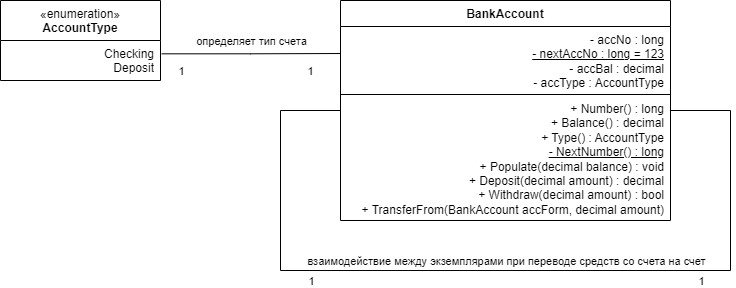 «enumeration»
AccountType
Checking
Deposit
определяет тип счета
1
1
BankAccount
- accNo : long
- nextAccNo : long = 123
- accBal : decimal
- accType : AccountType
+ Number() : long
+ Balance() : decimal
+ Type() : AccountType
- NextNumber() : long
+ Populate(decimal balance) : void
+ Deposit(decimal amount) : decimal
+ Withdraw(decimal amount) : bool
+ TransferFrom(BankAccount accForm, decimal amount)
взаимодействие между экземплярами при переводе средств со счета на счет
1
1